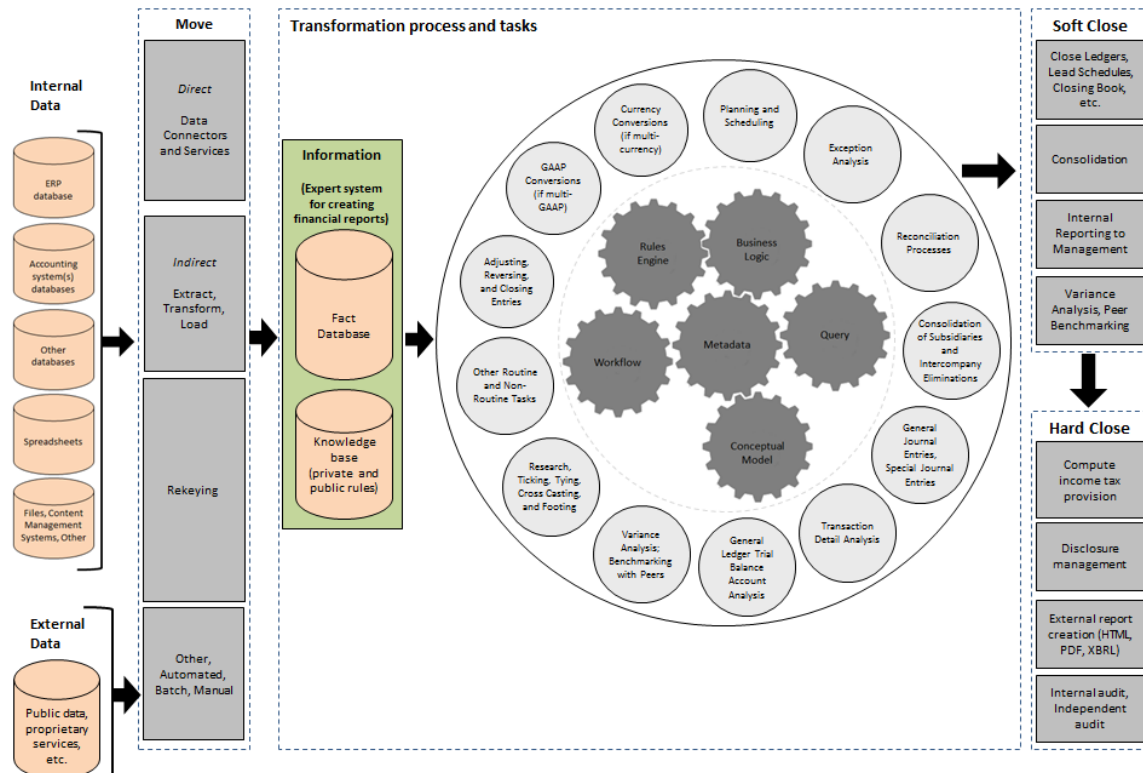 Internal
Data
ERP
database
Accounting
system(s)
databases
Other
databases
Spreadsheets
Files, Content
Management
Systems, Other
External
Data
Public data,
proprietary
services,
etc.
Move
Direct
Data
Connectors
and Services
Indirect
Extract,
Transform,
Load
Rekeying
Other,
Automated,
Batch, Manual
Transformation process and tasks
Information
(Expert system
for creating
financial reports)
Fact
Database
Knowledge
base
(private and
public rules)
Currency
Conversions
(if multi-
currency)
Planning and
Scheduling
Exception
Analysis
Reconciliation
Processes
Consolidation
of Subsidiaries
and
Intercompany
Eliminations
General
Journal
Entries,
Special Journal
Entries
Transaction
Detail Analysis
General
Ledger Trial
Balance
Account
Analysis
Variance
Analysis;
Benchmarking
with Peers
Research,
Ticking, Tying,
Cross Casting,
and Footing
Other Routine
and Non-
Routine Tasks
Adjusting,
Reversing,
and Closing
Entries
GAAP
Conversions
(if multi-
GAAP)
Rules
Engine
Business
Logic
Workflow
Metadata
Query
Conceptual
Model
Soft Close
Close Ledgers,
Lead Schedules,
Closing Book,
etc.
Consolidation
Internal
Reporting to
Management
Variance
Analysis, Peer
Benchmarking
Hard Close
Compute
income tax
provision
Disclosure
management
External report
creation (HTML,
PDF, XBRL)
Internal audit,
Independent
audit